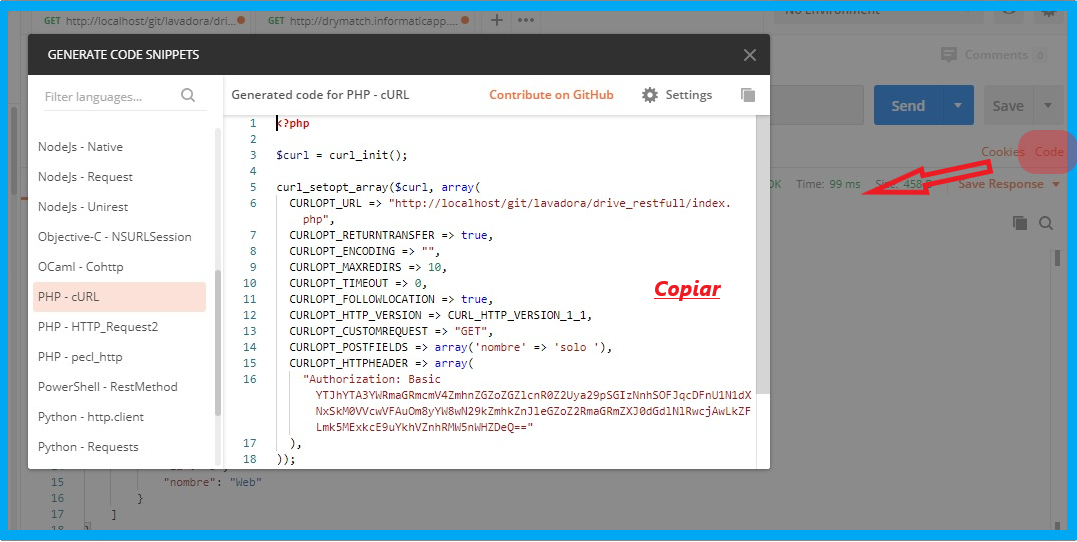 GET http://localhost/git/lavadora/dri... GET http://drymatch.informaticapp.... + ••• No Environment
GENERATE CODE SNIPPETS
Comments 0
Filter languages...
Generated code for PHP - cURL Contribute on GitHub Settings
Send Save
NodeJs - Native
NodeJs - Request
NodeJs - Unirest
Objective-C - NSURLSession
OCaml - Cohttp
PHP - cURL
PHP - HTTP_Request2
PHP - pecl_http
PowerShell - RestMethod
Python - http.client
Python - Requests
1 <?php
2
3 $curl = curl_init();
4
5 curl_setopt_array($curl, array(
6 CURLOPT_URL => "http://localhost/git/lavadora/drive_restfull/index.
php",
7 CURLOPT_RETURNTRANSFER => true,
8 CURLOPT_ENCODING => "",
9 CURLOPT_MAXREDIRS => 10,
10 CURLOPT_TIMEOUT => 0,
11 CURLOPT_FOLLOWLOCATION => true,
12 CURLOPT_HTTP_VERSION => CURL_HTTP_VERSION_1_1,
13 CURLOPT_CUSTOMREQUEST => "GET",
14 CURLOPT_POSTFIELDS => array('nombre' => 'solo '),
15 CURLOPT_HTTPHEADER => array(
16 "Authorization: Basic
YTJhYTA3YWRmaGRmcmV4ZmhnZGZoZGZlcnR0Z2Uya29pSGIzNnhSOFJqcDFnU1N1dX
NxSkM0VVcwVFAuOm8yYW8wN29kZmhkZnJleGZoZ2RmaGRmZXJ0dGdlNlRwcjAwLkZF
Lmk5MExkcE9uYkhVZnhRMW5nWHZDeQ=="
17 ),
18 ));
Copiar
Cookies Code
OK Time: 99 ms Size: 458 Save Response
15 "nombre": "Web"
16 }
17 ]
18 }